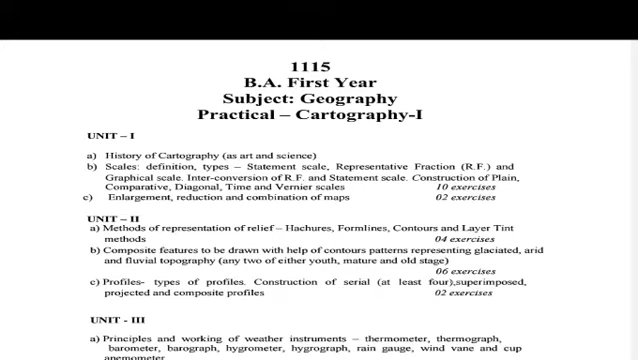 1115
B.A. First Year
Subject: Geography
Practical – Cartography-I
UNIT – I
a) History of Cartography (as art and science)
b) Scales: definition, types – Statement scale, Representative Fraction (R.F.) and
Graphical scale. Inter-conversion of R.F. and Statement scale. Construction of Plain,
Comparative, Diagonal, Time and Vernier scales 10 exercises
c) Enlargement, reduction and combination of maps 02 exercises
UNIT – II
a) Methods of representation of relief – Hachures, Formlines, Contours and Layer Tint
methods 04 exercises
b) Composite features to be drawn with help of contours patterns representing glaciated, arid
and fluvial topography (any two of either youth, mature and old stage)
06 exercises
c) Profiles- types of profiles. Construction of serial (at least four),superimposed,
projected and composite profiles 02 exercises
UNIT - III
a) Principles and working of weather instruments – thermometer, thermograph,
barometer, barograph, hygrometer, hygrograph, rain gauge, wind vane and cup
anemometer